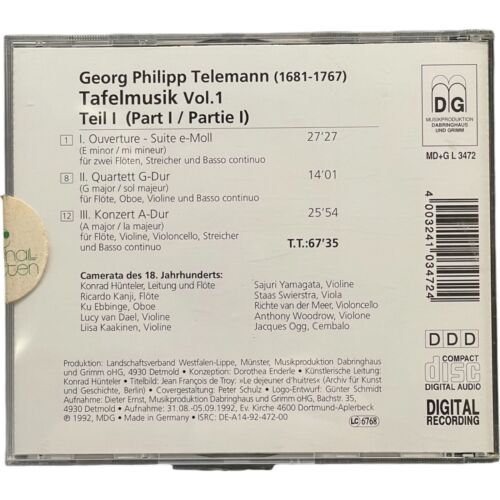 Georg Philipp Telemann (1681-1767)
Tafelmusik Vol.1
Teil I (Part I / Partie I)
1 I. Ouverture - Suite e-Moll 27'27
(E minor / mi mineur)
für zwei Flöten, Streicher und Basso continuo
8 II. Quartett G-Dur 14'01
(G major / sol majeur)
für Flöte, Oboe, Violine und Basso continuo
12 III. Konzert A-Dur 25'54
(A major / la majeur)
für Flöte, Violine, Violoncello, Streicher
und Basso continuo
T.T.:67'35
DG
MUSIKPRODUKTION
DABRINGHAUS
UND GRIMM
MD+G L 3472
4 003241 034724
Camerata des 18. Jahrhunderts:
Konrad Hünteler, Leitung und Flöte
Ricardo Kanji, Flöte
Ku Ebbinge, Oboe
Lucy van Dael, Violine
Liisa Kaakinen, Violine
Sajuri Yamagata, Violine
Staas Swierstra, Viola
Richte van der Meer, Violoncello
Anthony Woodrow, Violone
Jacques Ogg, Cembalo
Produktion: Landschaftsverband Westfalen-Lippe, Münster, Musikproduktion Dabringhaus
und Grimm oHG, 4930 Detmold • Konzeption: Dorothea Enderle • Künstlerische Leitung:
Konrad Hünteler • Titelbild: Jean François de Troy: »Le dejeuner d'huitres« (Archiv für Kunst
und Geschichte, Berlin) • Covergestaltung: Peter Schulz • Logo-Entwurf: Günter Schmidt
Aufnahme: Dieter Ernst, Musikproduktion Dabringhaus und Grimm oHG, Bachstr. 35,
4930 Detmold • Aufnahme: 31.08.-05.09.1992, Ev. Kirche 4600 Dortmund-Aplerbeck
℗ 1992, MDG • Made in Germany • ISRC: DE-A14-92-472-00
LC 6768
DDD
COMPACT
disc
DIGITAL AUDIO
DIGITAL
RECORDING